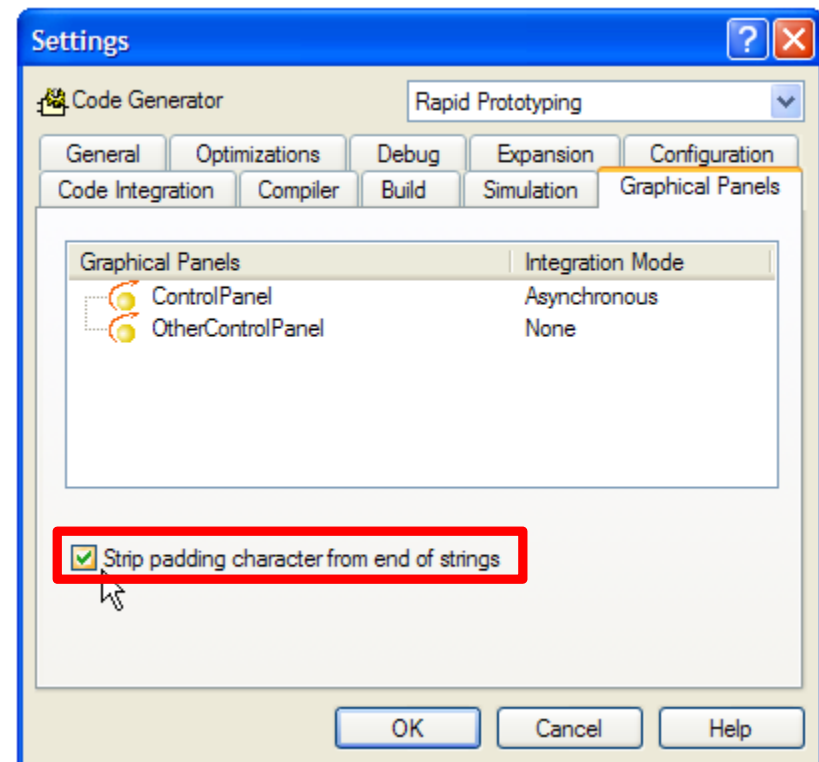 Settings
Code Generator Rapid Prototyping
General Optimizations Debug Expansion Configuration
Code Integration Compiler Build Simulation Graphical Panels
Graphical Panels Integration Mode
ControlPanel Asynchronous
OtherControlPanel None
Strip padding character from end of strings
OK Cancel Help